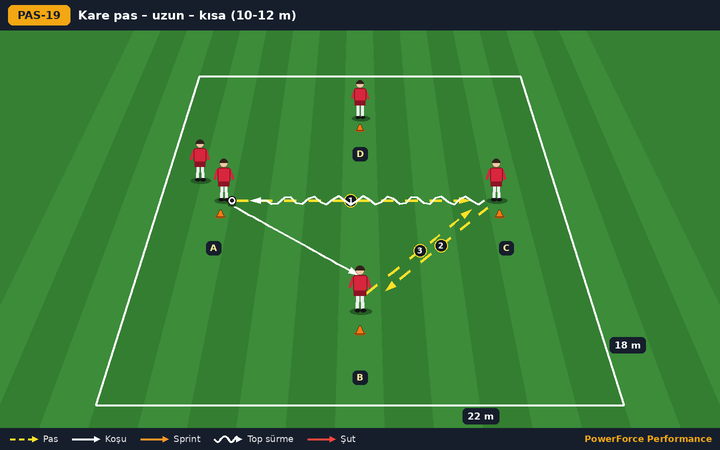 PAS-19
Kare pas – uzun – kısa (10-12 m)
D
1
A
3
2
C
18 m
B
22 m
Pas
Koşu
Sprint
Top sürme
Şut
PowerForce Performance